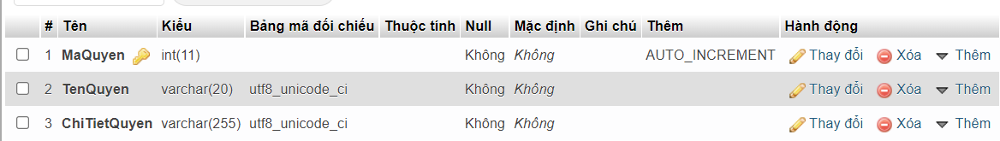 # Tên Kiểu Bảng mã đối chiếu Thuộc tính Null Mặc định Ghi chú Thêm Hành động
1 MaQuyen int(11) Không Không AUTO_INCREMENT Thay đổi Xóa Thêm
2 TenQuyen varchar(20) utf8_unicode_ci Không Không Thay đổi Xóa Thêm
3 ChiTietQuyen varchar(255) utf8_unicode_ci Không Không Thay đổi Xóa Thêm